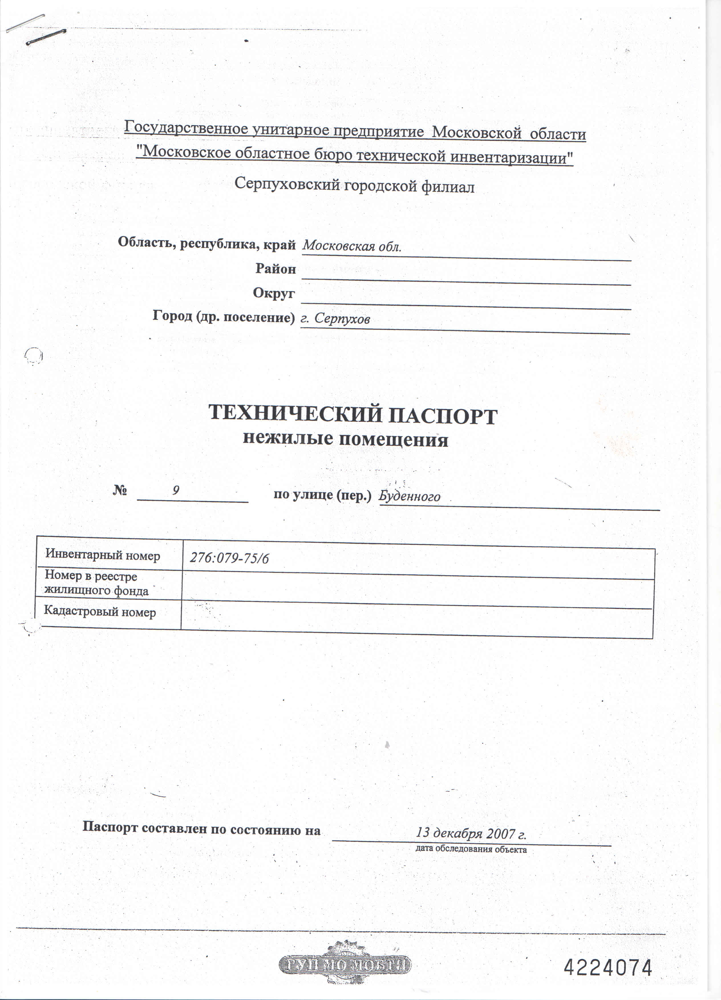 Государственное унитарное предприятие Московской области
"Московское областное бюро технической инвентаризации"
Серпуховский городской филиал
Область, республика, край Московская обл.
Район
Округ
Город (др. поселение) г. Серпухов
ТЕХНИЧЕСКИЙ ПАСПОРТ
нежилые помещения
№ 9 по улице (пер.) Буденного
Инвентарный номер 276:079-75/6
Номер в реестре
жилищного фонда
Кадастровый номер
Паспорт составлен по состоянию на 13 декабря 2007 г.
дата обследования объекта
ГУП МО МОБТИ
4224074